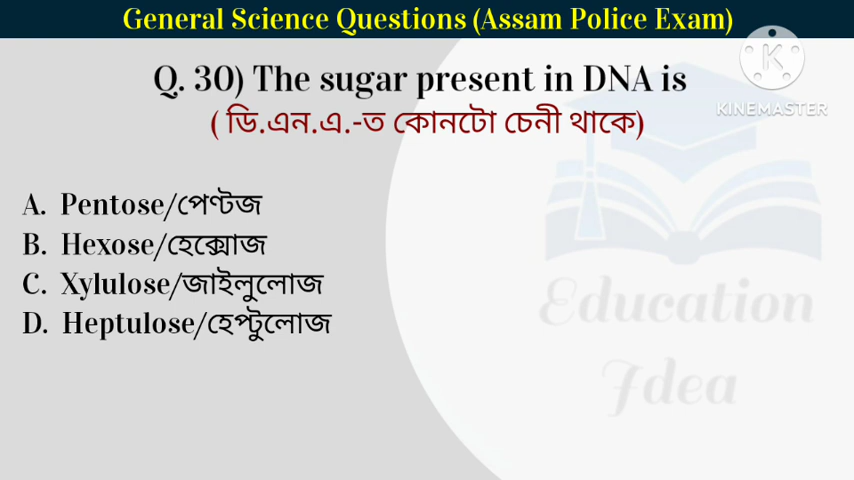 General Science Questions (Assam Police Exam)
KINEMASTER
Q. 30) The sugar present in DNA is
( ডি.এন.এ.-ত কোনটো চেনী থাকে)
A. Pentose/পেণ্টজ
B. Hexose/হেক্সোজ
C. Xylulose/জাইলুলোজ
D. Heptulose/হেপ্টুলোজ
Education
Idea